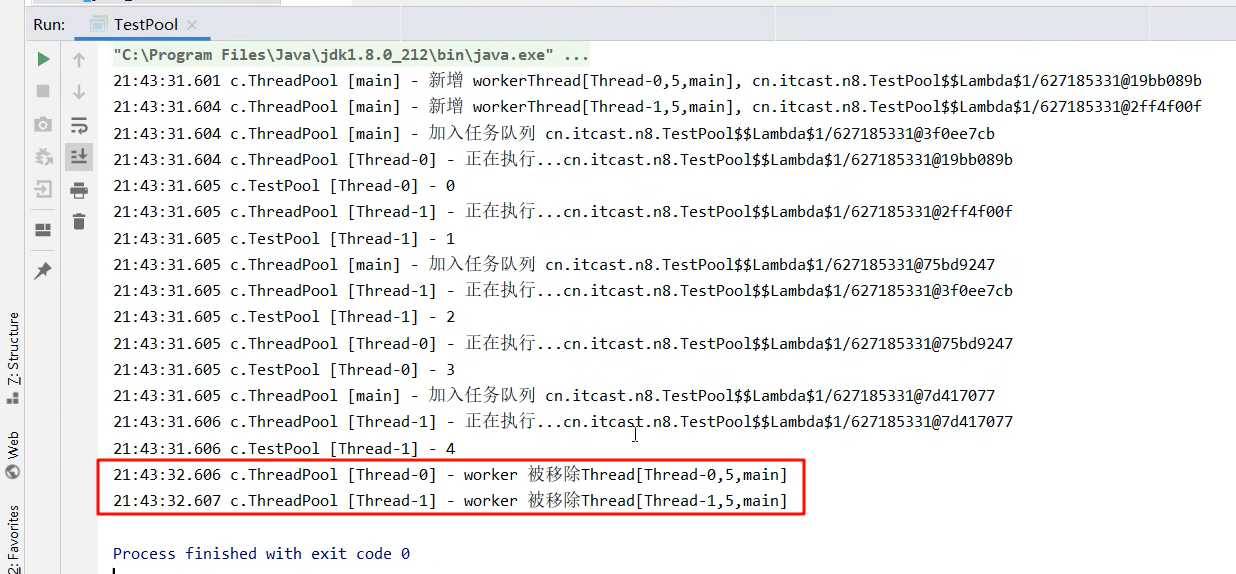 Run: TestPool
"C:\Program Files\Java\jdk1.8.0_212\bin\java.exe" ...
21:43:31.601 c.ThreadPool [main] - 新增 workerThread[Thread-0,5,main], cn.itcast.n8.TestPool$$Lambda$1/627185331@19bb089b
21:43:31.604 c.ThreadPool [main] - 新增 workerThread[Thread-1,5,main], cn.itcast.n8.TestPool$$Lambda$1/627185331@2ff4f00f
21:43:31.604 c.ThreadPool [main] - 加入任务队列 cn.itcast.n8.TestPool$$Lambda$1/627185331@3f0ee7cb
21:43:31.604 c.ThreadPool [Thread-0] - 正在执行...cn.itcast.n8.TestPool$$Lambda$1/627185331@19bb089b
21:43:31.605 c.TestPool [Thread-0] - 0
21:43:31.605 c.ThreadPool [Thread-1] - 正在执行...cn.itcast.n8.TestPool$$Lambda$1/627185331@2ff4f00f
21:43:31.605 c.TestPool [Thread-1] - 1
21:43:31.605 c.ThreadPool [main] - 加入任务队列 cn.itcast.n8.TestPool$$Lambda$1/627185331@75bd9247
21:43:31.605 c.ThreadPool [Thread-1] - 正在执行...cn.itcast.n8.TestPool$$Lambda$1/627185331@3f0ee7cb
21:43:31.605 c.TestPool [Thread-1] - 2
21:43:31.605 c.ThreadPool [Thread-0] - 正在执行...cn.itcast.n8.TestPool$$Lambda$1/627185331@75bd9247
21:43:31.605 c.TestPool [Thread-0] - 3
21:43:31.605 c.ThreadPool [main] - 加入任务队列 cn.itcast.n8.TestPool$$Lambda$1/627185331@7d417077
21:43:31.606 c.ThreadPool [Thread-1] - 正在执行...cn.itcast.n8.TestPool$$Lambda$1/627185331@7d417077
21:43:31.606 c.TestPool [Thread-1] - 4
21:43:32.606 c.ThreadPool [Thread-0] - worker 被移除Thread[Thread-0,5,main]
21:43:32.607 c.ThreadPool [Thread-1] - worker 被移除Thread[Thread-1,5,main]
Process finished with exit code 0
7: Structure
Web
2: Favorites